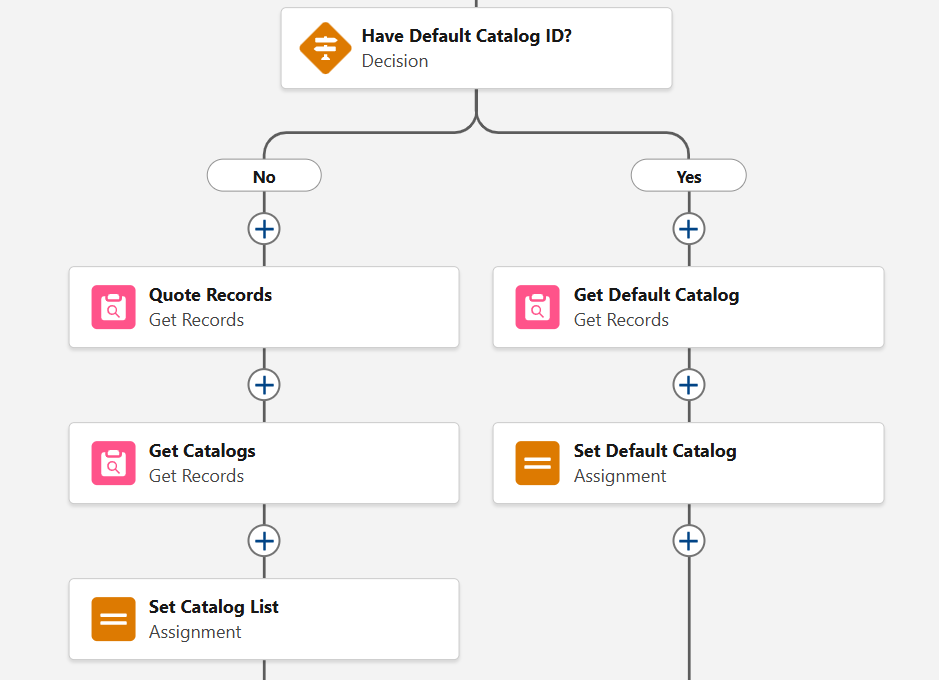 Have Default Catalog ID?
Decision
No
Yes
Quote Records
Get Records
Get Default Catalog
Get Records
Get Catalogs
Get Records
Set Default Catalog
Assignment
Set Catalog List
Assignment